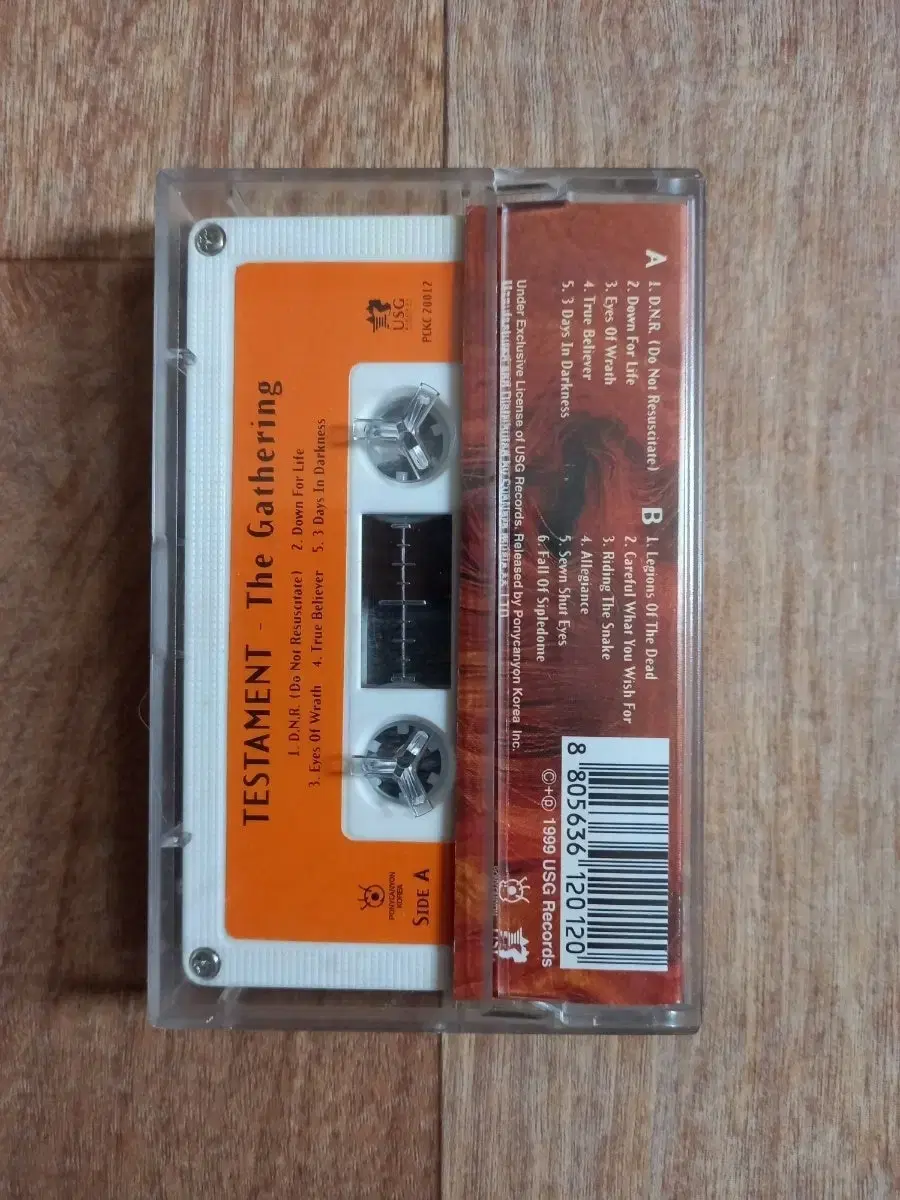 TESTAMENT - The Gathering
1. D.N.R. (Do Not Resuscitate) 2. Down For Life
3. Eyes Of Wrath 4. True Believer 5. 3 Days In Darkness
USG
PCKC 20012
PONYCANYON
KOREA
SIDE A
A
1. D.N.R. (Do Not Resuscitate)
2. Down For Life
3. Eyes Of Wrath
4. True Believer
5. 3 Days In Darkness
B
1. Legions Of The Dead
2. Careful What You Wish For
3. Riding The Snake
4. Allegiance
5. Sewn Shut Eyes
6. Fall Of Sipledome
Under Exclusive License of USG Records. Released by Ponycanyon Korea Inc.
©+℗ 1999 USG Records
8 805636 120120